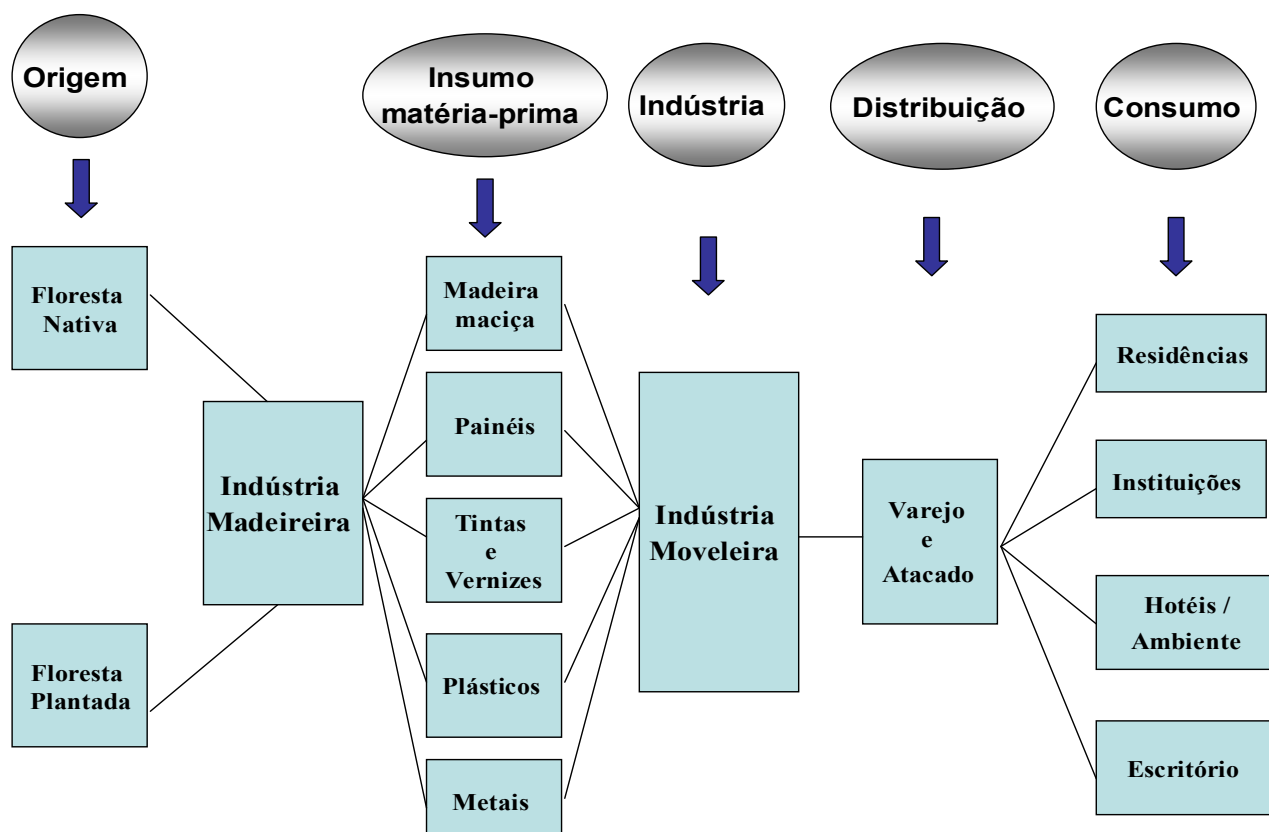 Origem
Insumo
matéria-prima
Indústria
Distribuição
Consumo
Floresta
Nativa
Floresta
Plantada
Indústria
Madeireira
Madeira
maciça
Painéis
Tintas
e
Vernizes
Plásticos
Metais
Indústria
Moveleira
Varejo
e
Atacado
Residências
Instituições
Hotéis /
Ambiente
Escritório